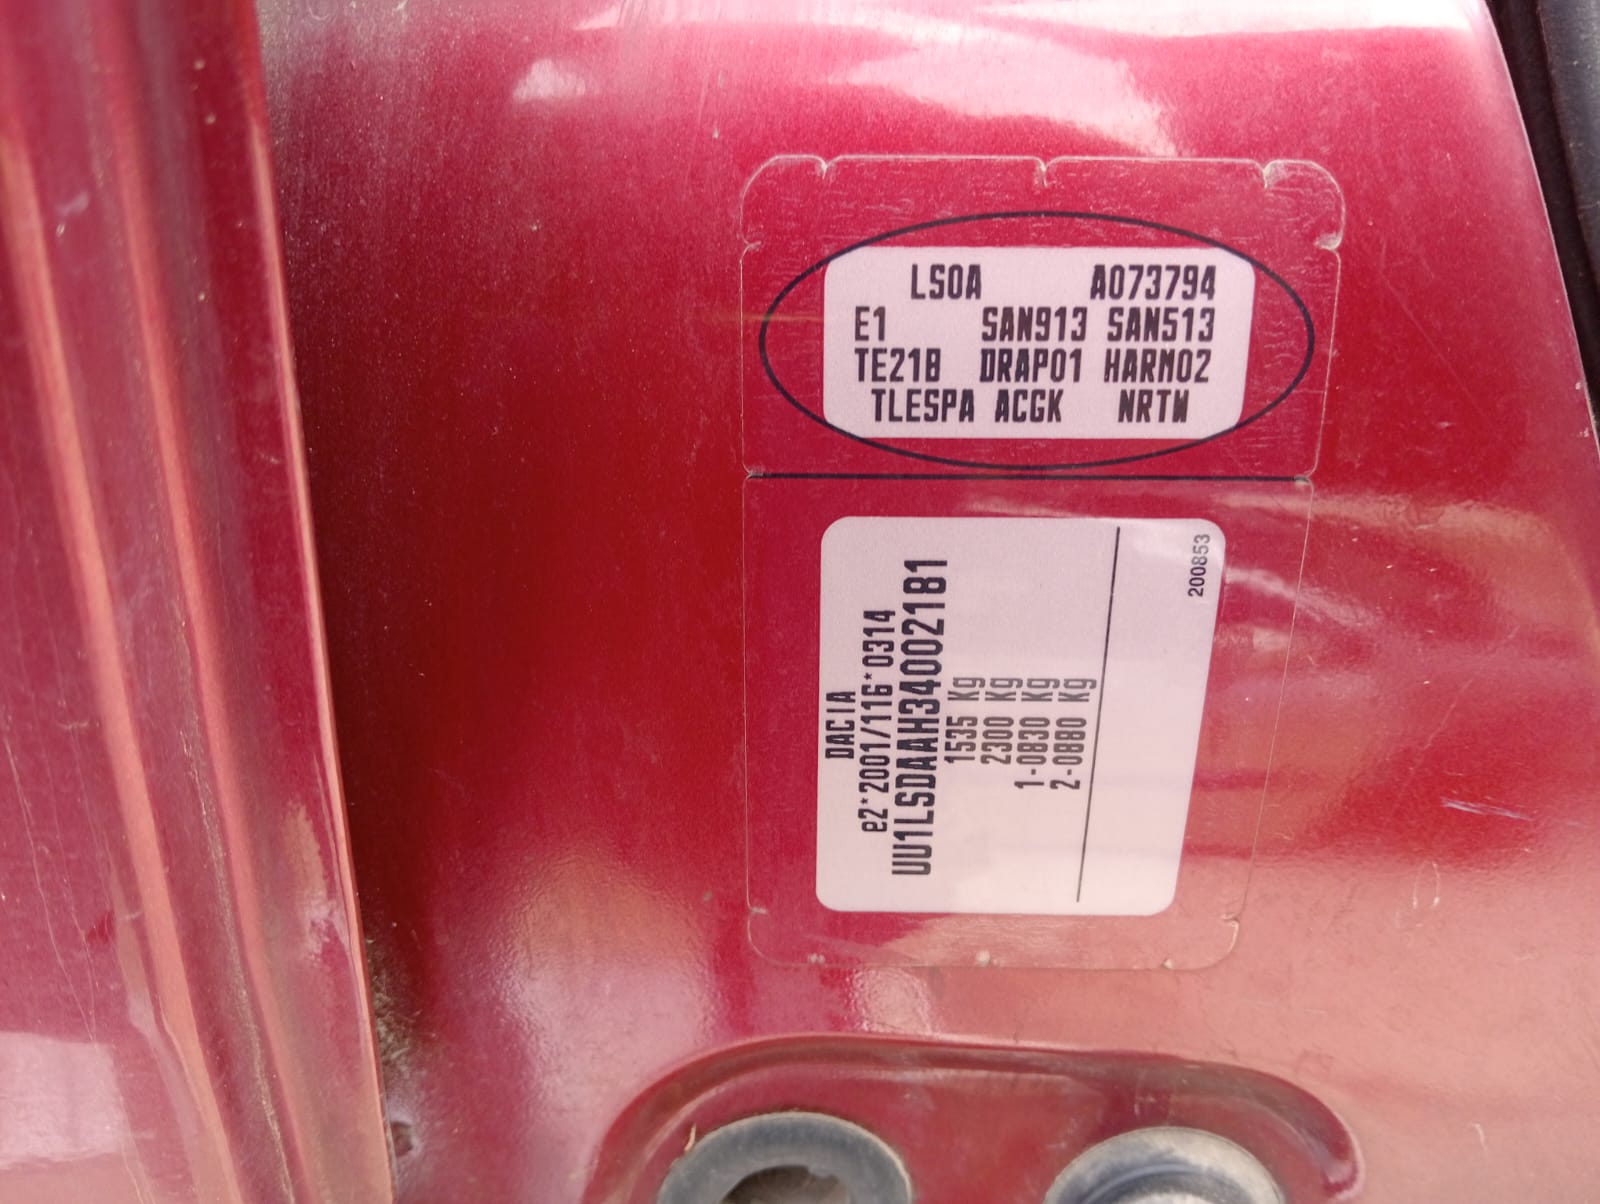 LS0A A073794
E1 SAN913 SAN513
TE21B DRAP01 HARM02
TLESPA ACGK NRTW
DACIA
e2*2001/116*0314
UU1LSDAAH34002181
1535 Kg
2300 Kg
1-0830 Kg
2-0880 Kg
200853